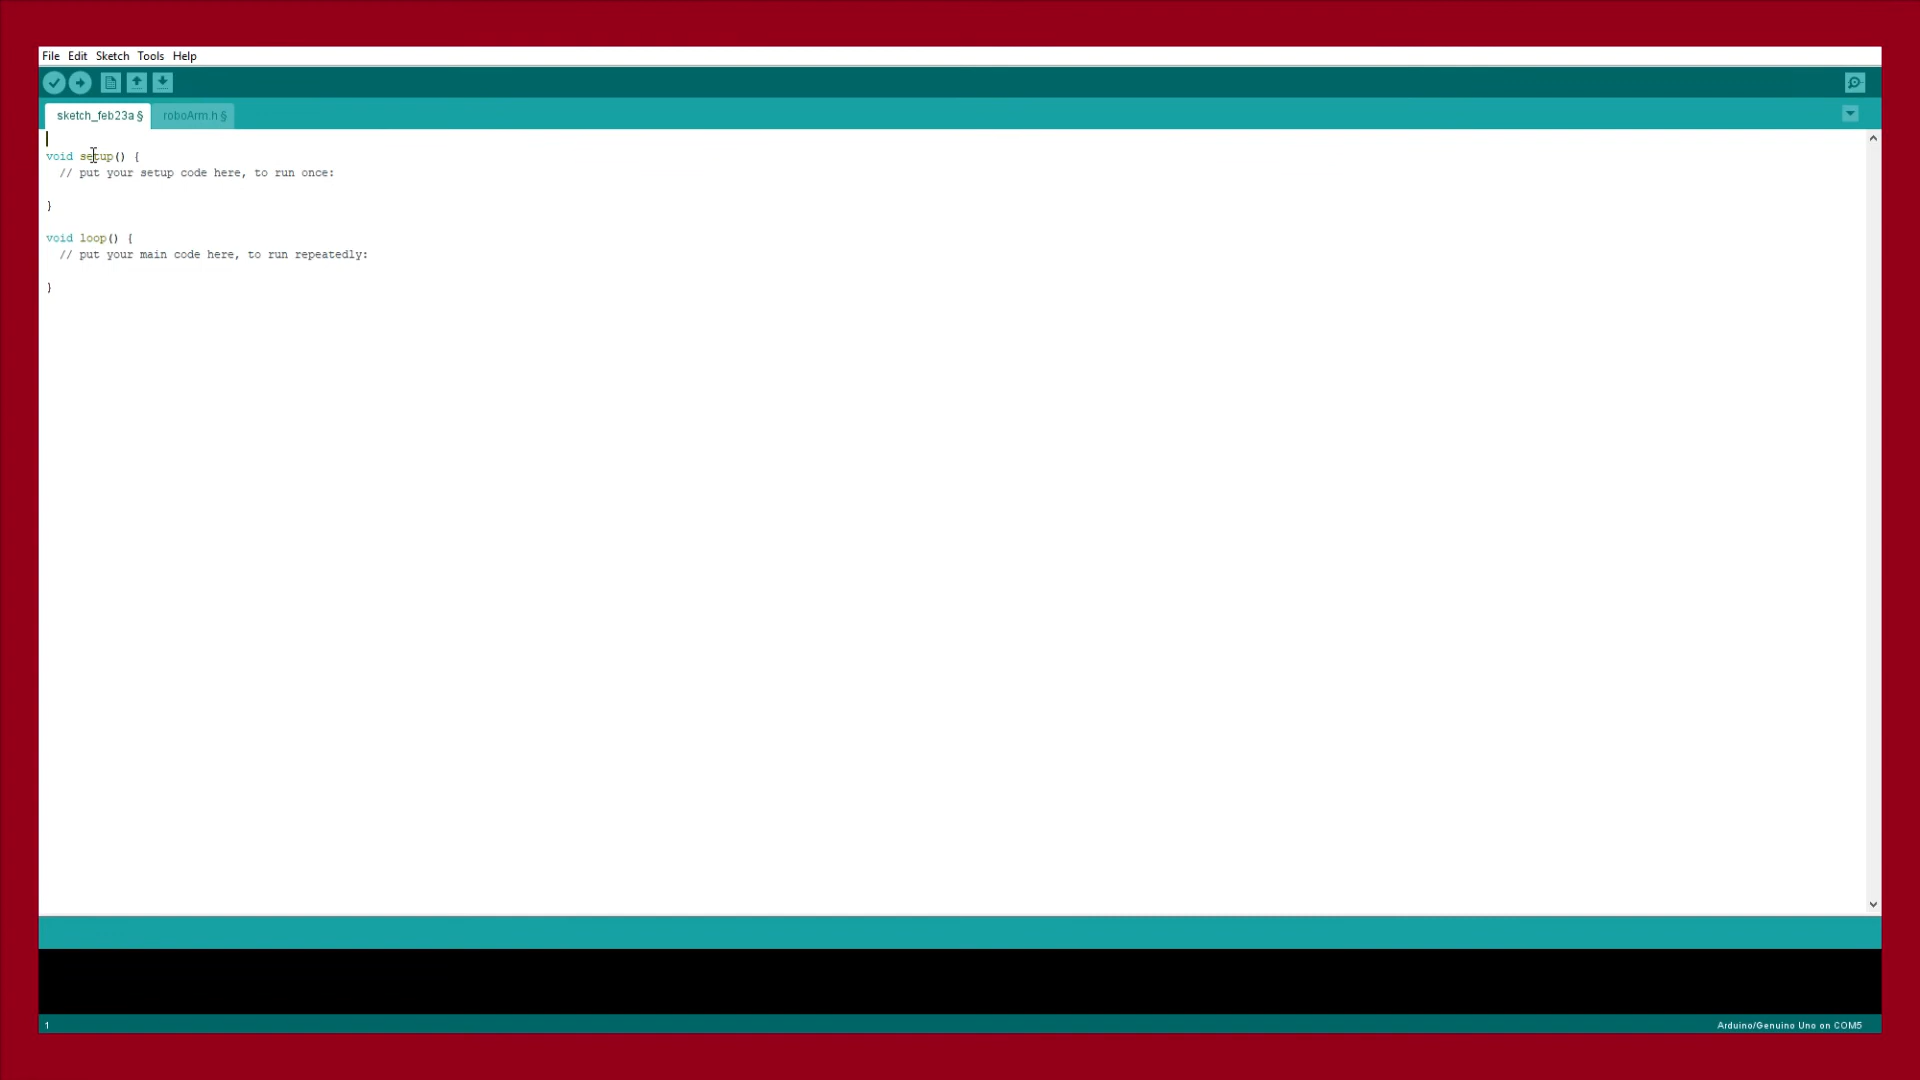 File Edit Sketch Tools Help
sketch_feb23a § roboArm.h §
void setup() {
// put your setup code here, to run once:
}
void loop() {
// put your main code here, to run repeatedly:
}
1 Arduino/Genuino Uno on COM5